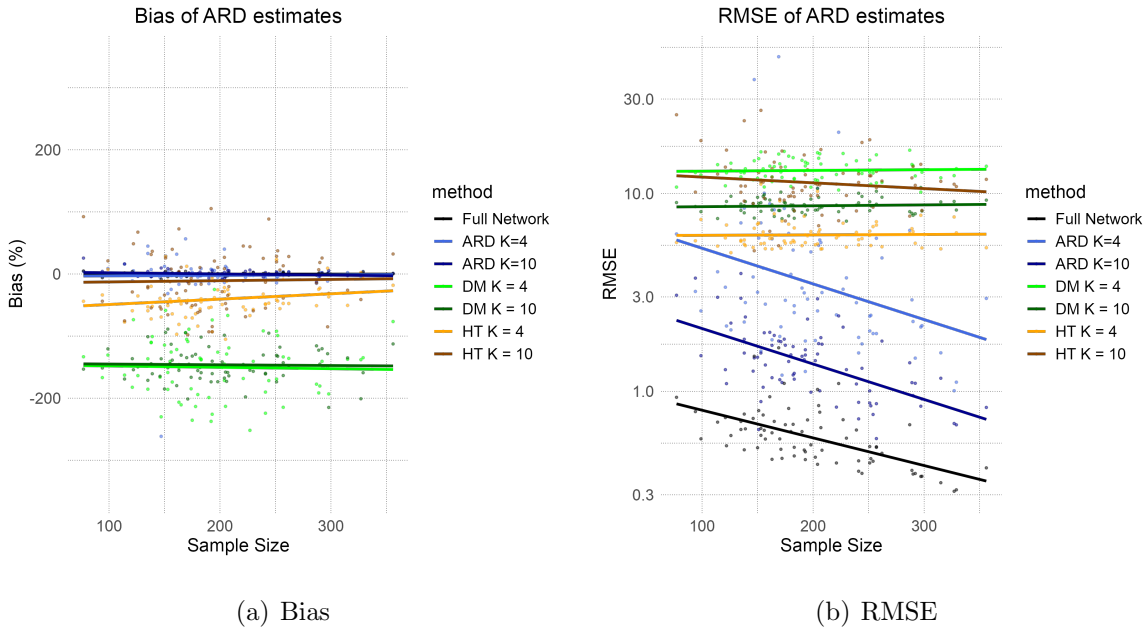 Bias of ARD estimates
200
0
-200
Bias (%)
100
200
300
Sample Size
method
Full Network
ARD K=4
ARD K=10
DM K = 4
DM K = 10
HT K = 4
HT K = 10
(a) Bias
RMSE of ARD estimates
30.0
10.0
3.0
1.0
0.3
RMSE
100
200
300
Sample Size
method
Full Network
ARD K=4
ARD K=10
DM K = 4
DM K = 10
HT K = 4
HT K = 10
(b) RMSE